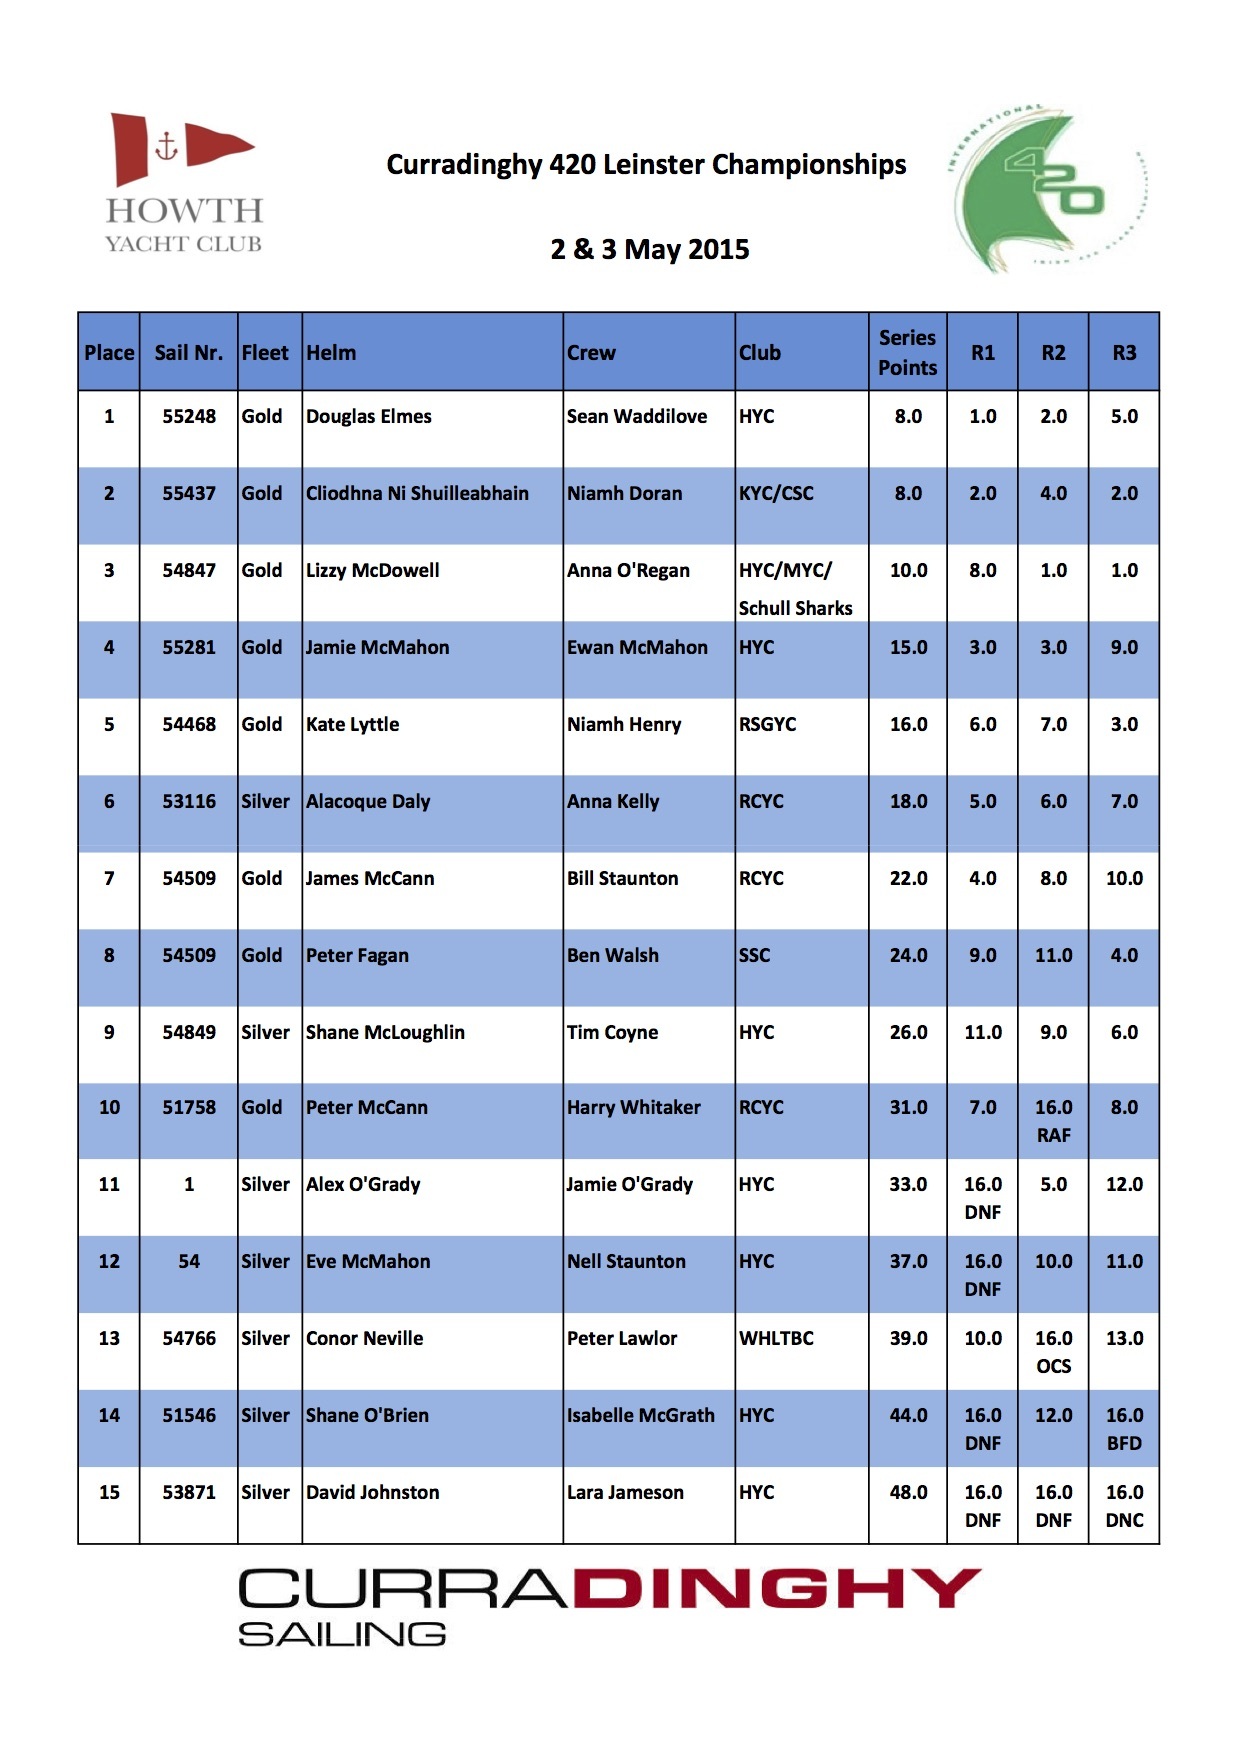 HOWTH
YACHT CLUB
Curradinghy 420 Leinster Championships
2 & 3 May 2015
INTERNATIONAL
420
Place Sail Nr. Fleet Helm Crew Club Series Points R1 R2 R3
1 55248 Gold Douglas Elmes Sean Waddilove HYC 8.0 1.0 2.0 5.0
2 55437 Gold Cliodhna Ni Shuilleabhain Niamh Doran KYC/CSC 8.0 2.0 4.0 2.0
3 54847 Gold Lizzy McDowell Anna O'Regan HYC/MYC/ Schull Sharks 10.0 8.0 1.0 1.0
4 55281 Gold Jamie McMahon Ewan McMahon HYC 15.0 3.0 3.0 9.0
5 54468 Gold Kate Lyttle Niamh Henry RSGYC 16.0 6.0 7.0 3.0
6 53116 Silver Alacoque Daly Anna Kelly RCYC 18.0 5.0 6.0 7.0
7 54509 Gold James McCann Bill Staunton RCYC 22.0 4.0 8.0 10.0
8 54509 Gold Peter Fagan Ben Walsh SSC 24.0 9.0 11.0 4.0
9 54849 Silver Shane McLoughlin Tim Coyne HYC 26.0 11.0 9.0 6.0
10 51758 Gold Peter McCann Harry Whitaker RCYC 31.0 7.0 16.0 RAF 8.0
11 1 Silver Alex O'Grady Jamie O'Grady HYC 33.0 16.0 DNF 5.0 12.0
12 54 Silver Eve McMahon Nell Staunton HYC 37.0 16.0 DNF 10.0 11.0
13 54766 Silver Conor Neville Peter Lawlor WHLTBC 39.0 10.0 16.0 OCS 13.0
14 51546 Silver Shane O'Brien Isabelle McGrath HYC 44.0 16.0 DNF 12.0 16.0 BFD
15 53871 Silver David Johnston Lara Jameson HYC 48.0 16.0 DNF 16.0 DNF 16.0 DNC
CURRADINGHY
SAILING